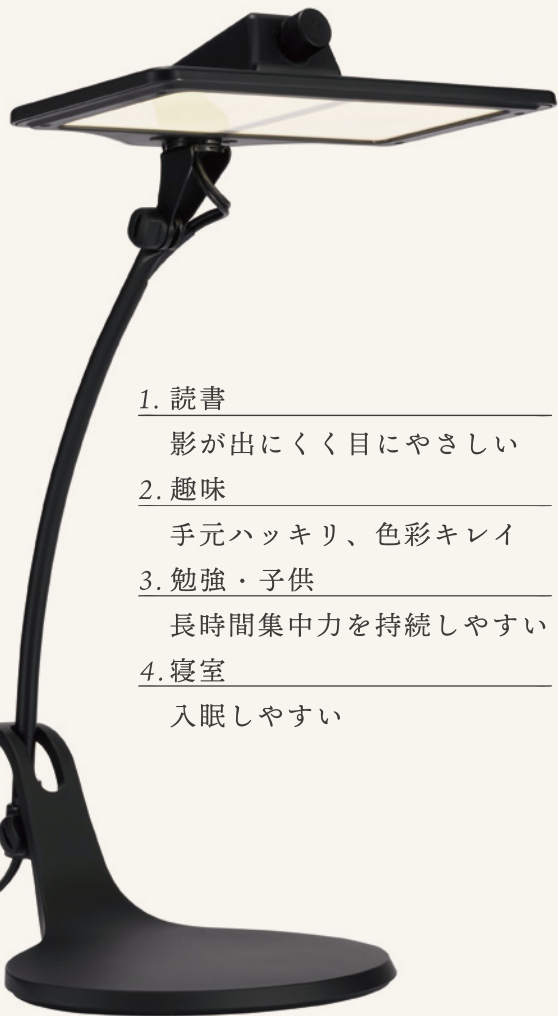 1. 読書
影が出にくく目にやさしい
2. 趣味
手元ハッキリ、色彩キレイ
3. 勉強・子供
長時間集中力を持続しやすい
4. 寝室
入眠しやすい